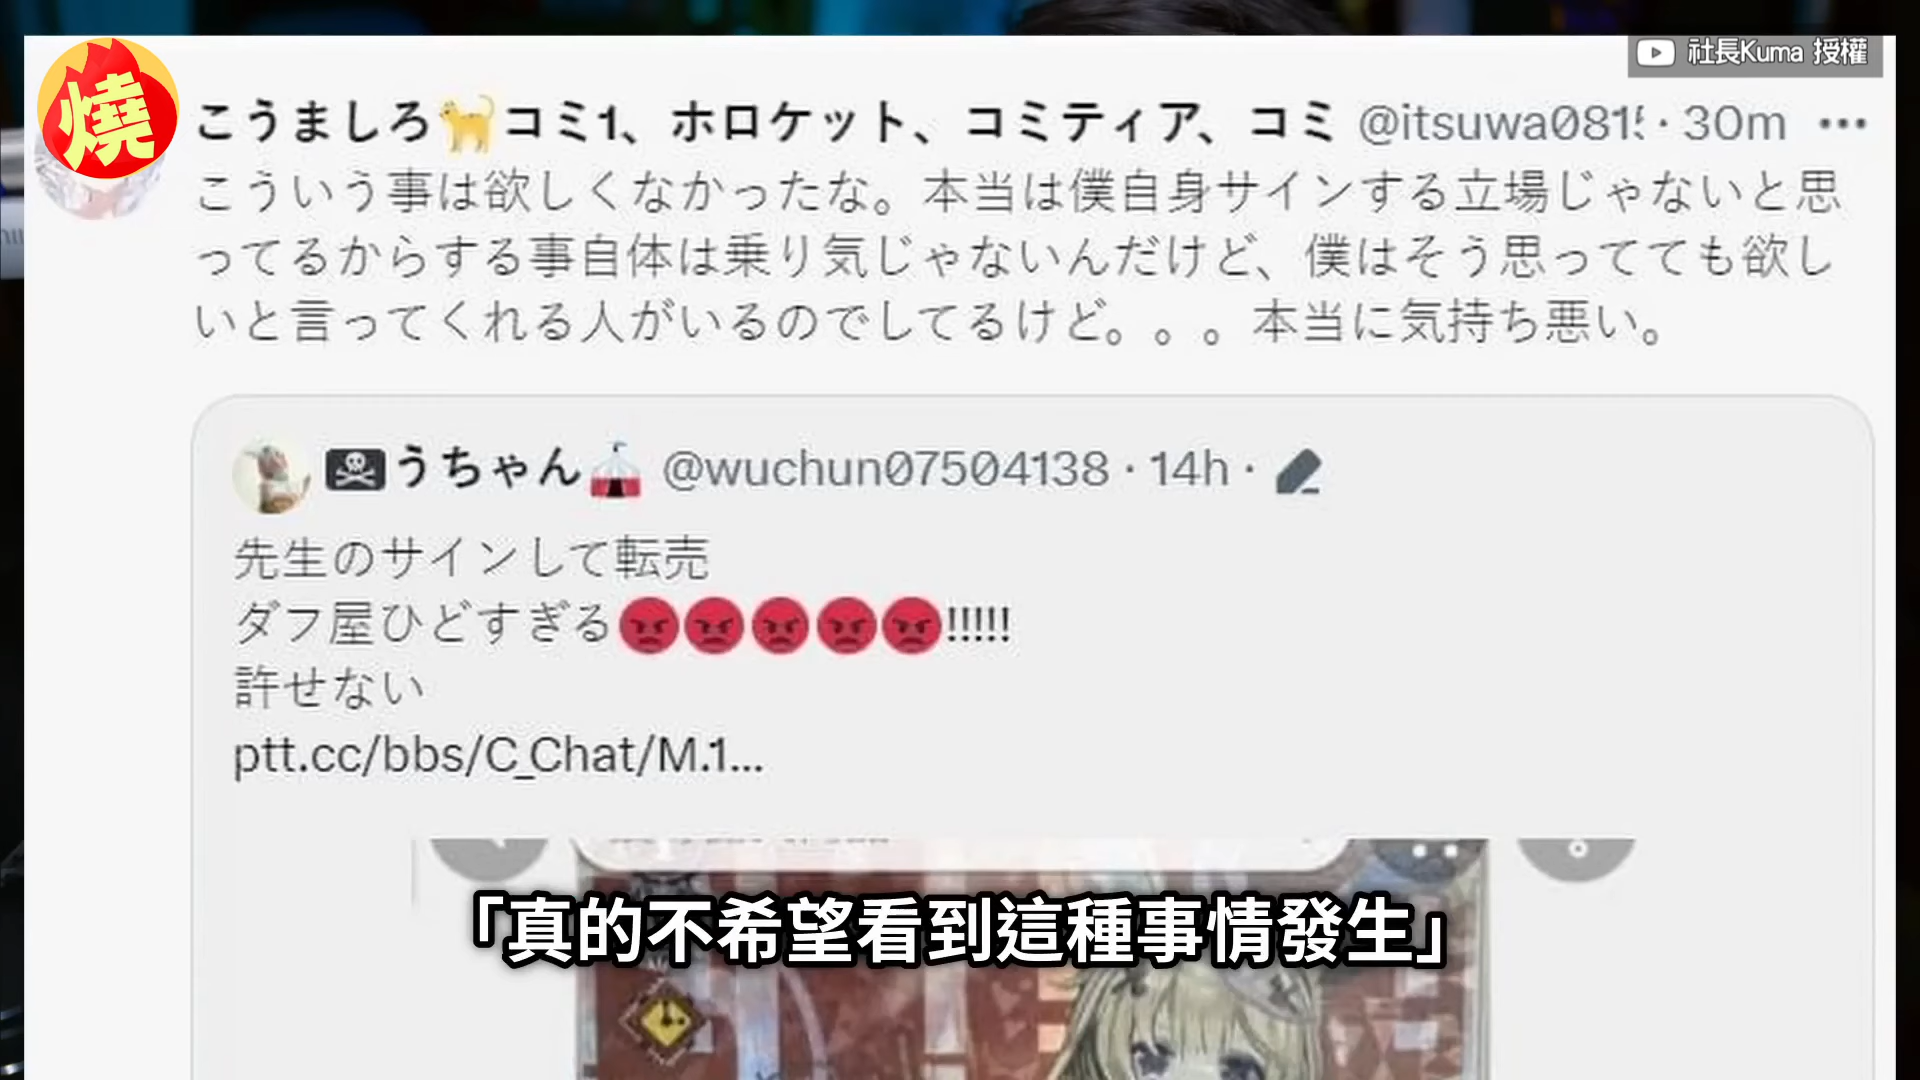 燒
社長Kuma 授權
こうましろ🐈コミ1、ホロケット、コミティア、コミ @itsuwa081 · 30m ···
こういう事は欲しくなかったな。本当は僕自身サインする立場じゃないと思
ってるからする事自体は乗り気じゃないんだけど、僕はそう思ってても欲し
いと言ってくれる人がいるのでしてるけど。。。本当に気持ち悪い。
🏴‍☠️うちゃん🎪 @wuchun07504138 · 14h ·
先生のサインして転売
ダフ屋ひどすぎる😡😡😡😡😡!!!!!
許せない
ptt.cc/bbs/C_Chat/M.1...
「真的不希望看到這種事情發生」